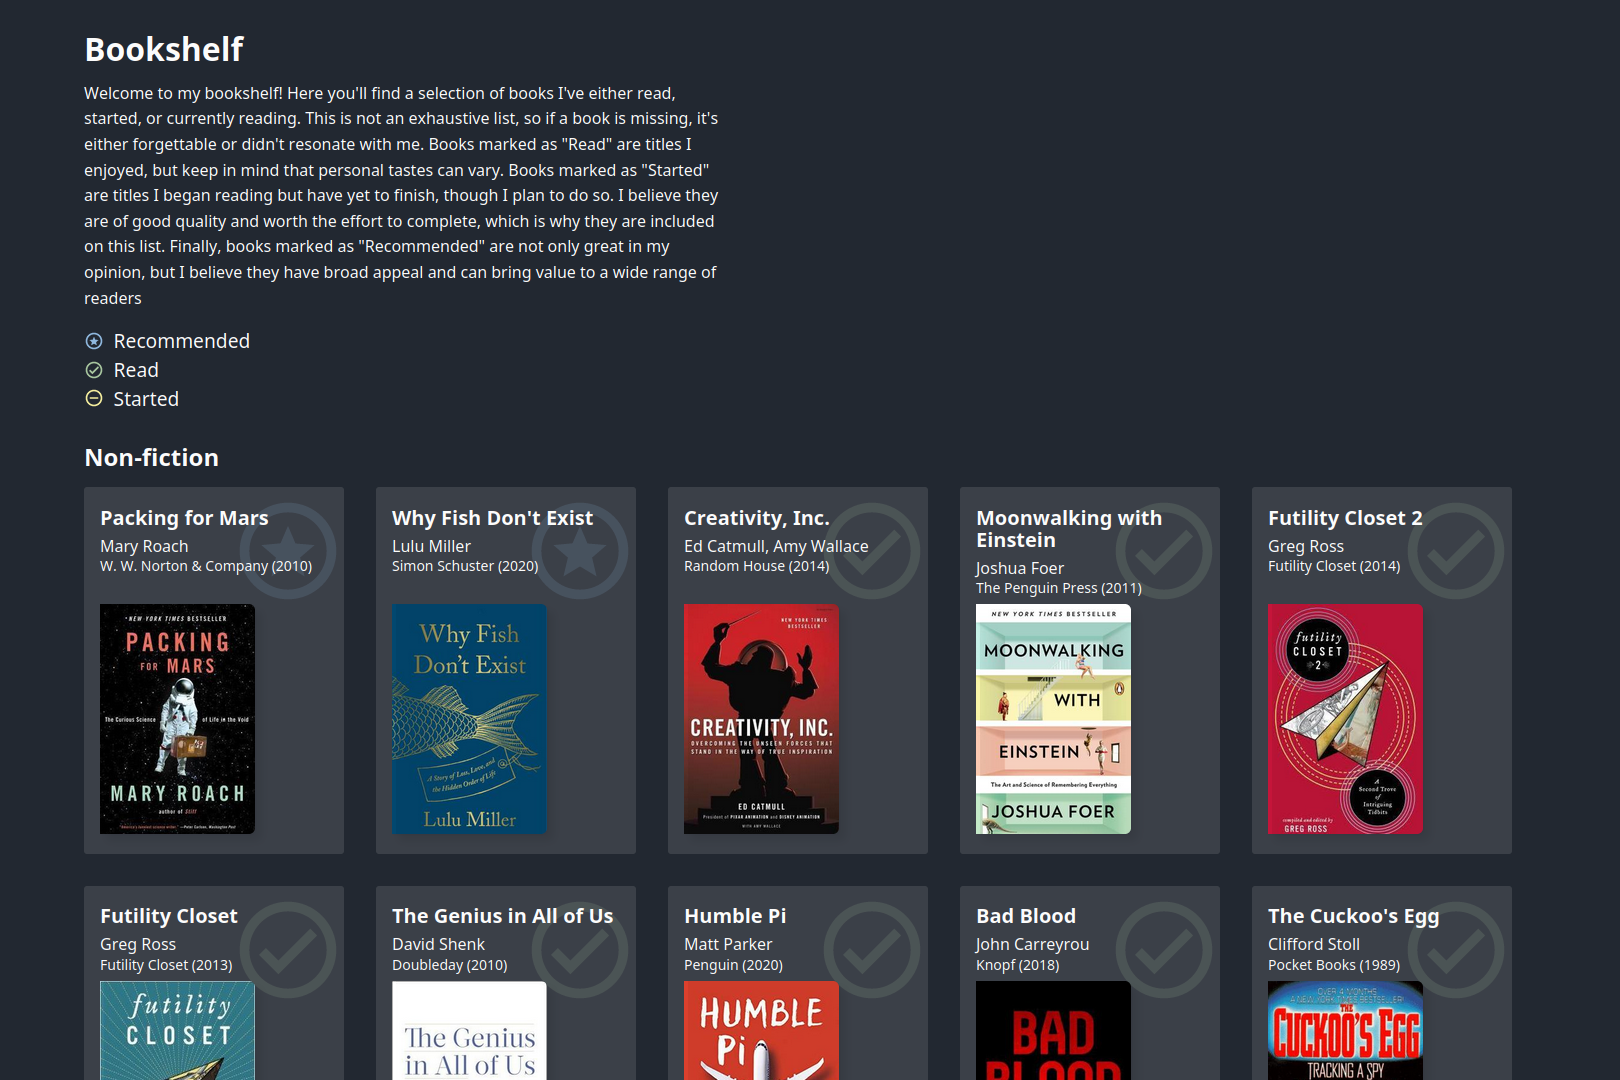 Bookshelf
Welcome to my bookshelf! Here you'll find a selection of books I've either read,
started, or currently reading. This is not an exhaustive list, so if a book is missing, it's
either forgettable or didn't resonate with me. Books marked as "Read" are titles I
enjoyed, but keep in mind that personal tastes can vary. Books marked as "Started"
are titles I began reading but have yet to finish, though I plan to do so. I believe they
are of good quality and worth the effort to complete, which is why they are included
on this list. Finally, books marked as "Recommended" are not only great in my
opinion, but I believe they have broad appeal and can bring value to a wide range of
readers
Recommended
Read
Started
Non-fiction
Packing for Mars
Mary Roach
W. W. Norton & Company (2010)
NEW YORK TIMES BESTSELLER
PACKING
FOR MARS
The Curious Science of Life in the Void
MARY ROACH
author of Stiff
"America's funniest science writer." —Peter Carlson, Washington Post
Why Fish Don't Exist
Lulu Miller
Simon Schuster (2020)
Why Fish
Don't Exist
A Story of Loss, Love, and
the Hidden Order of Life
Lulu Miller
Creativity, Inc.
Ed Catmull, Amy Wallace
Random House (2014)
NEW YORK TIMES
BESTSELLER
CREATIVITY, INC.
OVERCOMING THE UNSEEN FORCES THAT
STAND IN THE WAY OF TRUE INSPIRATION
ED CATMULL
President of PIXAR ANIMATION and DISNEY ANIMATION
WITH AMY WALLACE
Moonwalking with
Einstein
Joshua Foer
The Penguin Press (2011)
NEW YORK TIMES BESTSELLER
MOONWALKING
WITH
EINSTEIN
The Art and Science of Remembering Everything
JOSHUA FOER
Futility Closet 2
Greg Ross
Futility Closet (2014)
futility
CLOSET
2
A
Second Trove
of
Intriguing
Tidbits
compiled and edited by
GREG ROSS
Futility Closet
Greg Ross
Futility Closet (2013)
futility
CLOSET
The Genius in All of Us
David Shenk
Doubleday (2010)
The Genius
in All of Us
Humble Pi
Matt Parker
Penguin (2020)
HUMBLE
Pi
Bad Blood
John Carreyrou
Knopf (2018)
BAD
BLOOD
The Cuckoo's Egg
Clifford Stoll
Pocket Books (1989)
OVER 4 MONTHS
A NEW YORK TIMES BESTSELLER!
THE
CUCKOO'S EGG
TRACKING A SPY